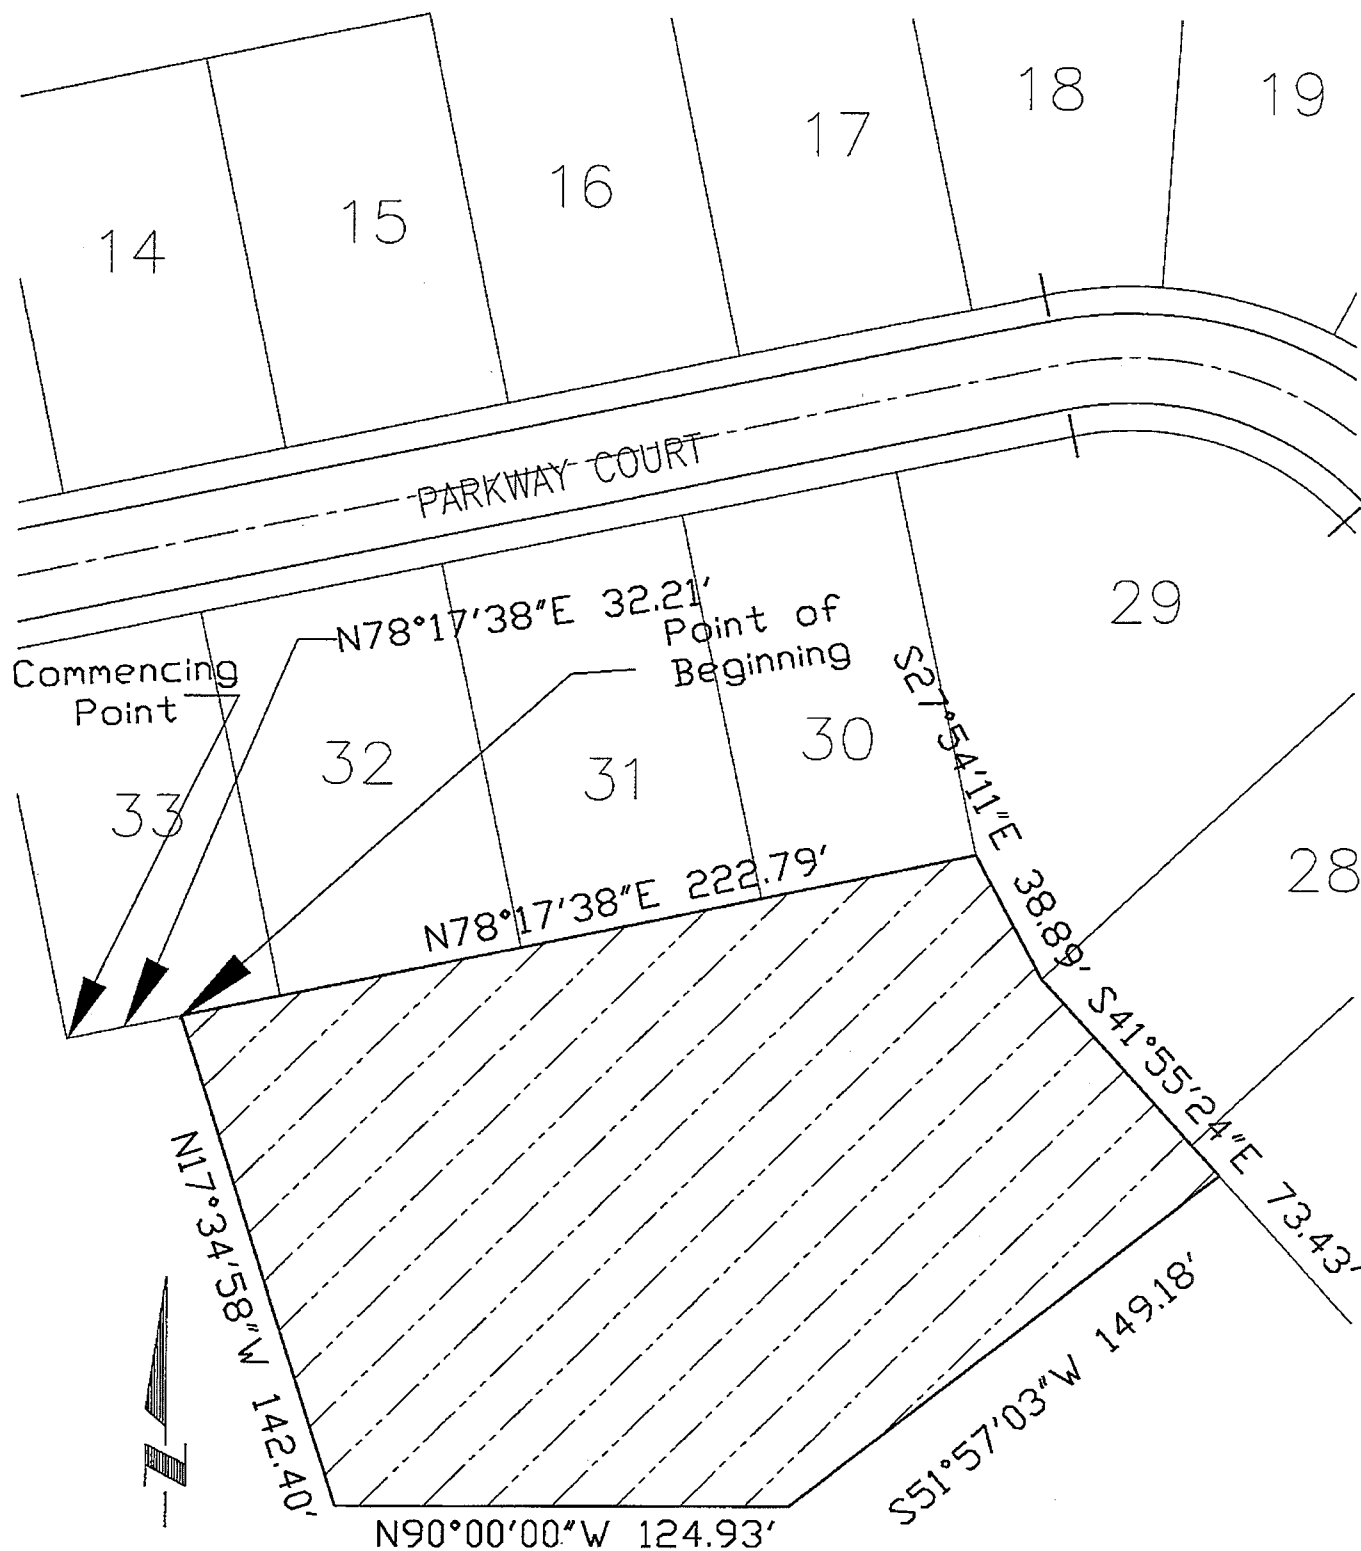 18
19
17
16
15
14
PARKWAY COURT
N78°17'38"E 32.21'
29
Point of
Beginning
Commencing
Point
S27°54'11"E 38.89'
30
32
31
33
28
N78°17'38"E 222.79'
S41°55'24"E 73.43'
N17°34'58"W 142.40'
S51°57'03"W 149.18'
N
N90°00'00"W 124.93'